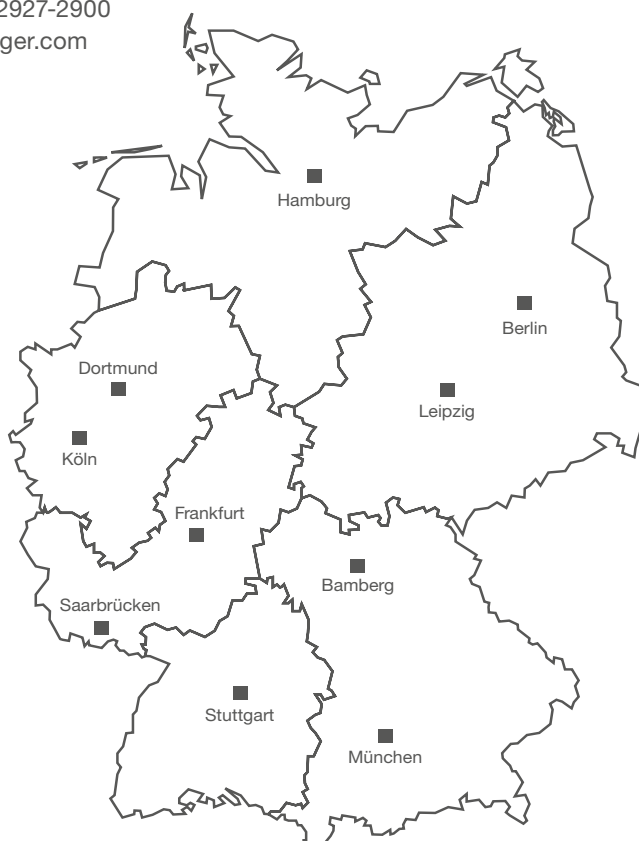 2927-2900
ger.com
Hamburg
Berlin
Dortmund
Leipzig
Köln
Frankfurt
Bamberg
Saarbrücken
Stuttgart
München